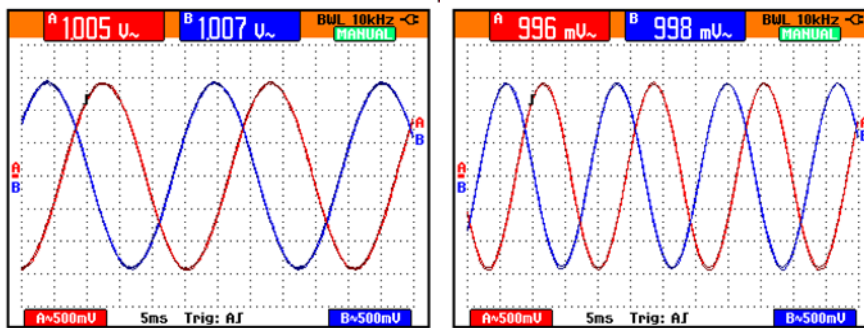 A 1.005 V~ B 1.007 V~ BWL 10kHz
MANUAL
A
B
A
B
A~500mV 5ms Trig: A∫ B~500mV
A 996 mV~ B 998 mV~ BWL 10kHz
MANUAL
A
B
A
B
A~500mV 5ms Trig: A∫ B~500mV